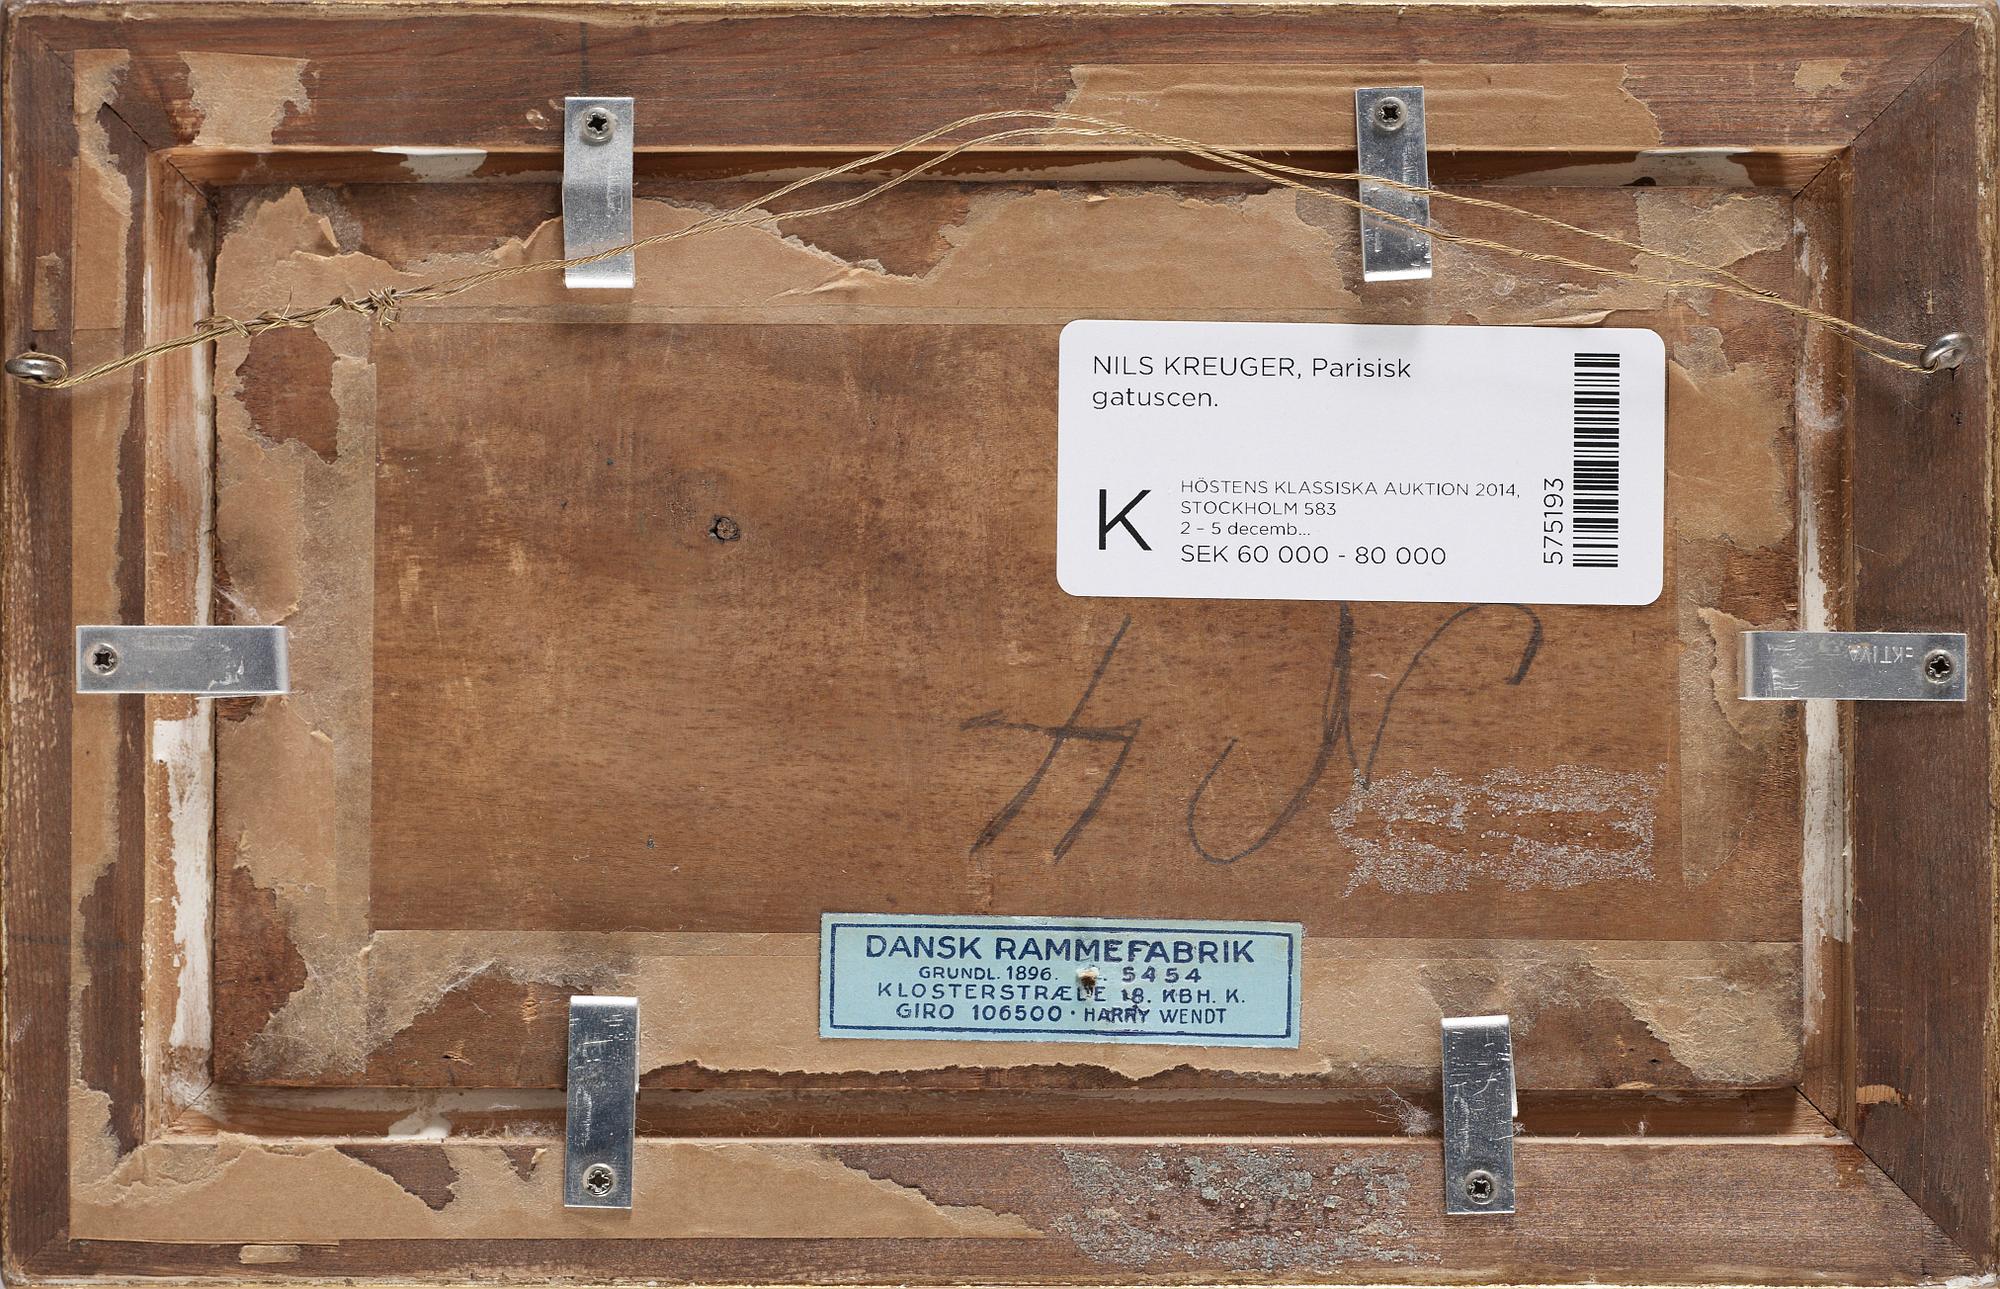 NILS KREUGER, Parisisk
gatuscen.
K
HÖSTENS KLASSISKA AUKTION 2014,
STOCKHOLM 583
2 - 5 decemb...
SEK 60 000 - 80 000
575193
DANSK RAMMEFABRIK
GRUNDL. 1896. 5454
KLOSTERSTRÆDE 18. KBH. K.
GIRO 106500 · HARRY WENDT